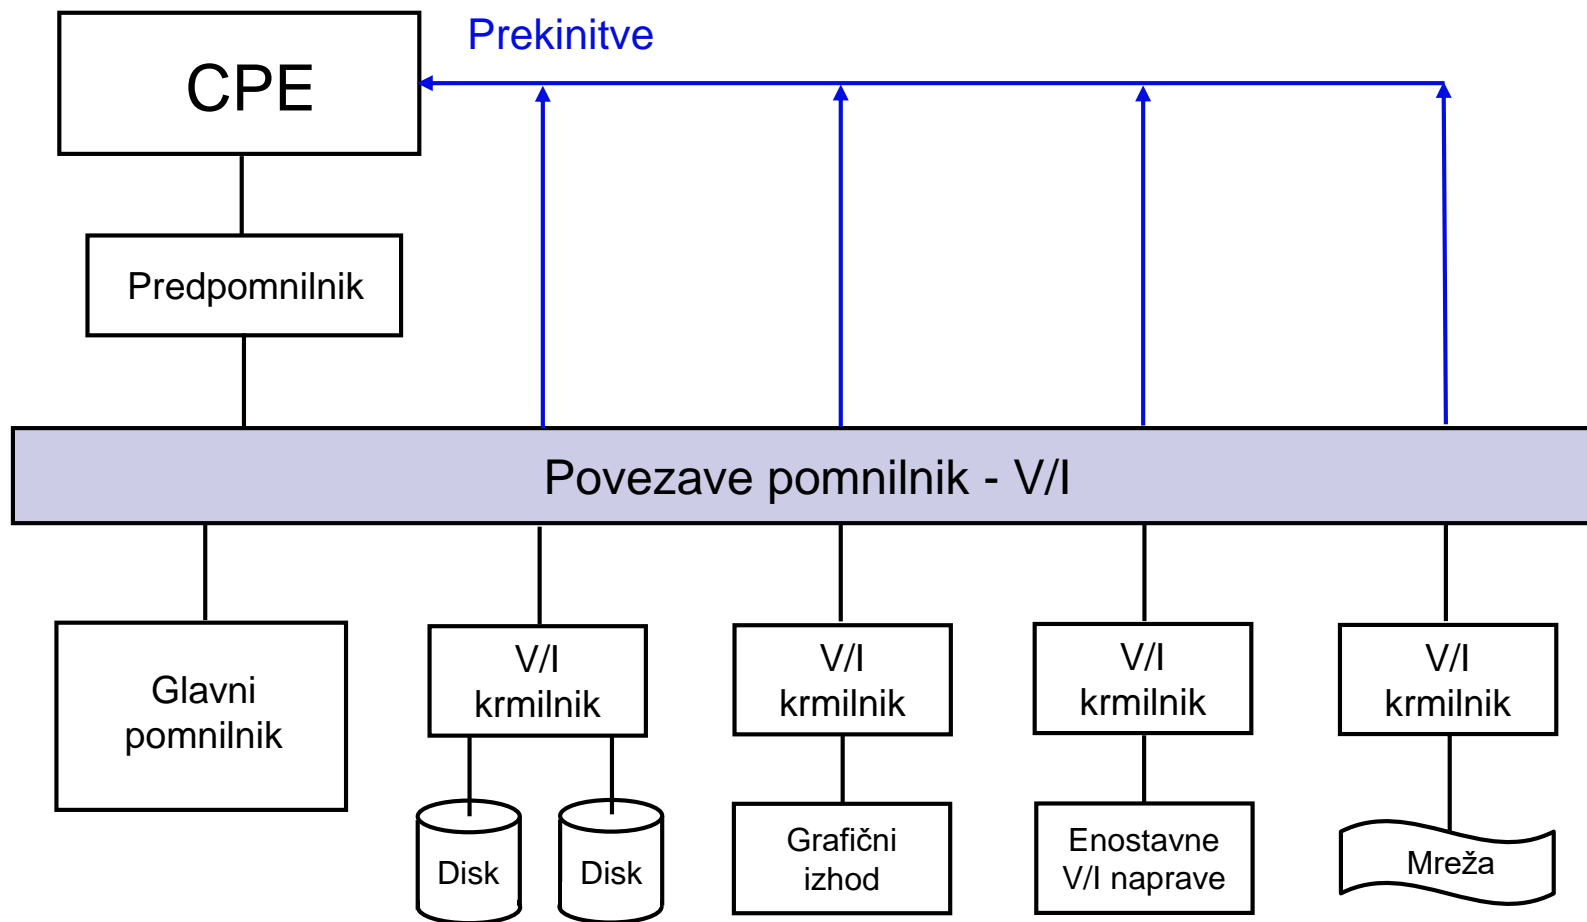 Prekinitve
CPE
Predpomnilnik
Povezave pomnilnik - V/I
Glavni
pomnilnik
V/I
krmilnik
V/I
krmilnik
V/I
krmilnik
V/I
krmilnik
Disk
Disk
Grafični
izhod
Enostavne
V/I naprave
Mreža